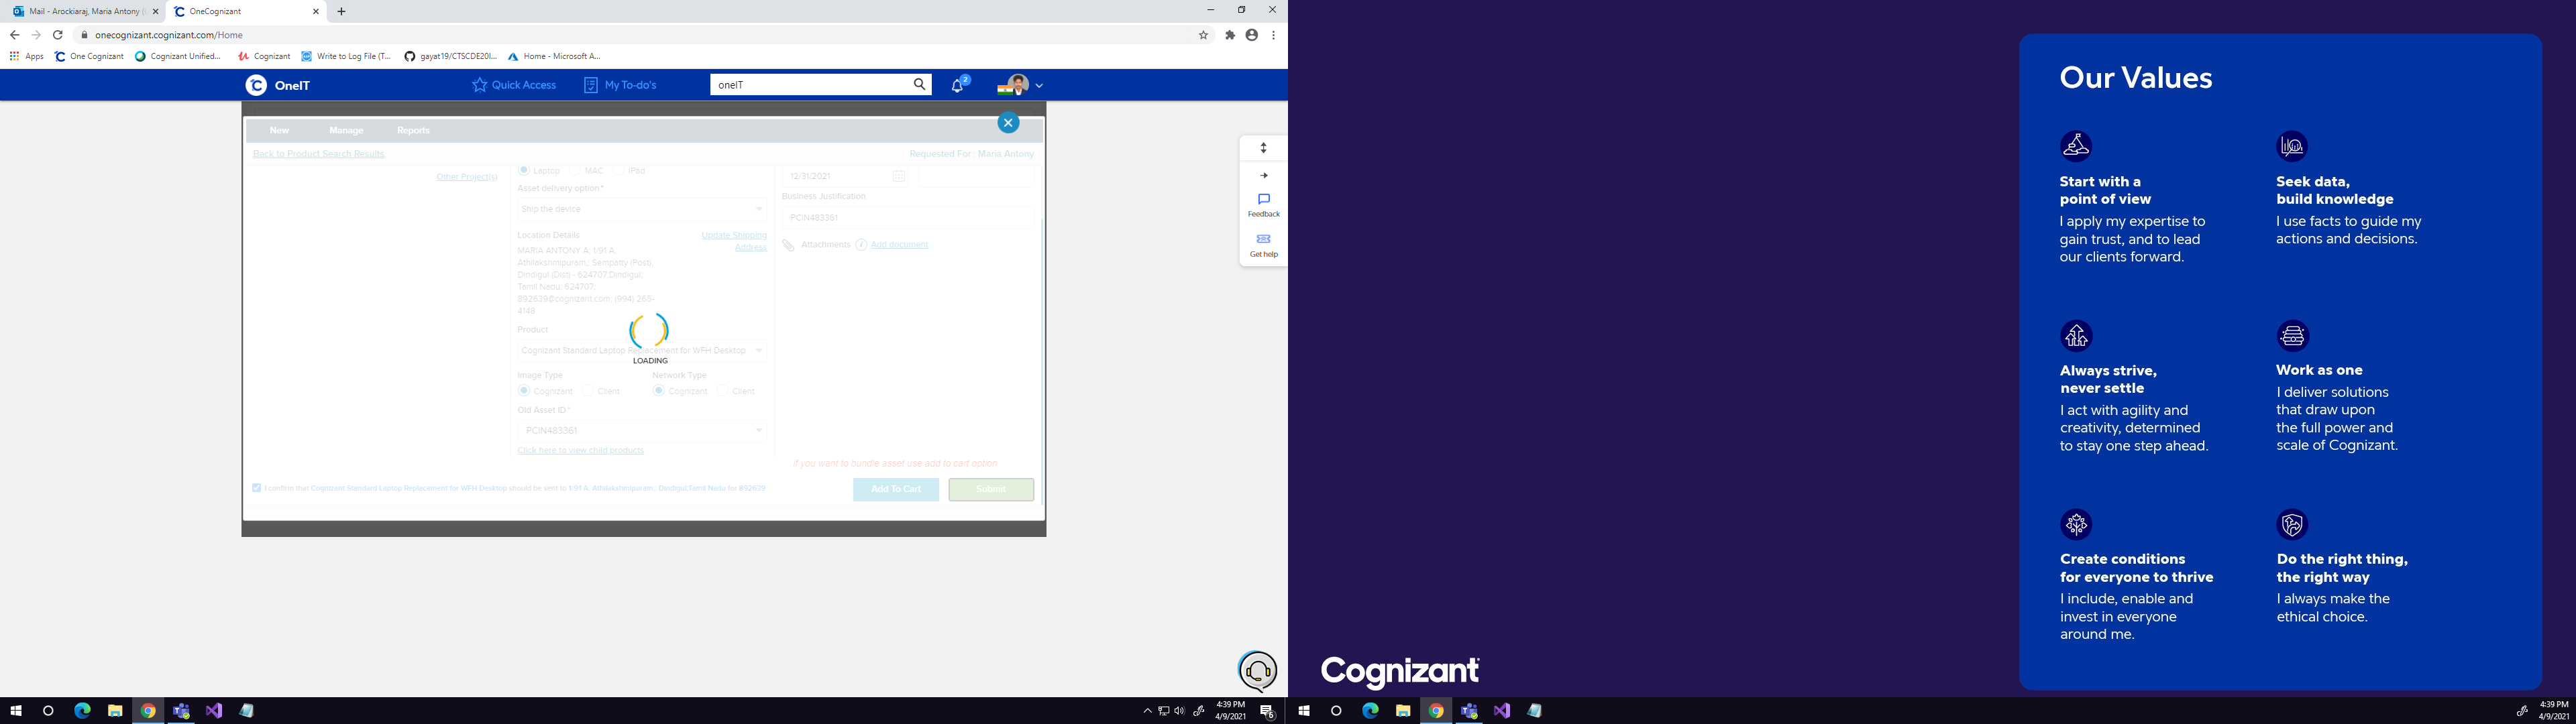 Mail - Arockiaraj, Maria Antony (
OneCognizant
onecognizant.cognizant.com/Home
Apps
One Cognizant
Cognizant Unified...
Cognizant
Write to Log File (T...
gayat19/CTSCDE20I...
Home - Microsoft A...
OneIT
Quick Access
My To-do's
oneIT
2
New
Manage
Reports
Back to Product Search Results
Requested For : Maria Antony
Other Project(s)
Laptop
MAC
IPad
Asset delivery option*
Ship the device
Location Details
Update Shipping
Address
MARIA ANTONY A; 1/91 A,
Athilakshmipuram,; Sempatty (Post),
Dindigul (Dist) - 624707;Dindigul;
Tamil Nadu; 624707;
892639@cognizant.com; (994) 265-
4148
Product
Cognizant Standard Laptop Replacement for WFH Desktop
LOADING
Image Type
Network Type
Cognizant
Client
Cognizant
Client
Old Asset ID*
PCIN483361
Click here to view child products
12/31/2021
Business Justification
PCIN483361
Attachments
Add document
If you want to bundle asset use add to cart option
I confirm that Cognizant Standard Laptop Replacement for WFH Desktop should be sent to 1/91 A, Athilakshmipuram,, Dindigul,Tamil Nadu for 892639
Add To Cart
Submit
Feedback
Get help
4:39 PM
4/9/2021
6
Our Values
Start with a
point of view
I apply my expertise to
gain trust, and to lead
our clients forward.
Seek data,
build knowledge
I use facts to guide my
actions and decisions.
Always strive,
never settle
I act with agility and
creativity, determined
to stay one step ahead.
Work as one
I deliver solutions
that draw upon
the full power and
scale of Cognizant.
Create conditions
for everyone to thrive
I include, enable and
invest in everyone
around me.
Do the right thing,
the right way
I always make the
ethical choice.
Cognizant
4:39 PM
4/9/2021